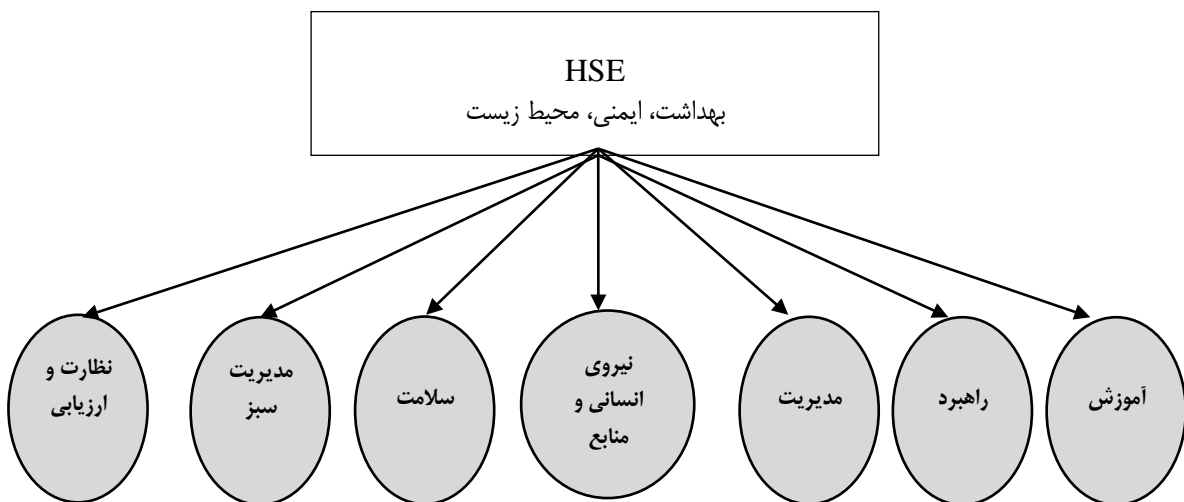 HSE
بهداشت، ایمنی، محیط زیست
آموزش
راهبرد
مدیریت
نیروی
انسانی و
منابع
سلامت
مدیریت
سبز
نظارت و
ارزیابی